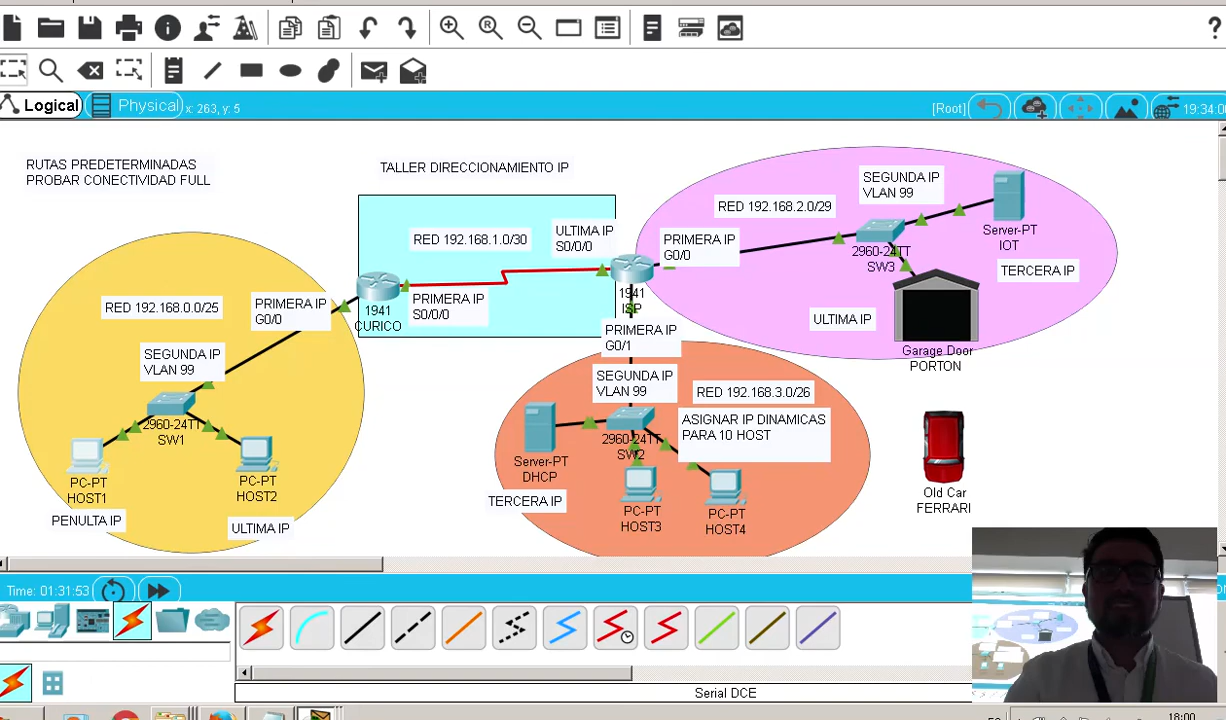 Logical
Physical
x: 263, y: 5
[Root]
19:34:0
RUTAS PREDETERMINADAS
PROBAR CONECTIVIDAD FULL
TALLER DIRECCIONAMIENTO IP
RED 192.168.1.0/30
ULTIMA IP
S0/0/0
PRIMERA IP
S0/0/0
1941
CURICO
1941
ISP
PRIMERA IP
G0/0
RED 192.168.2.0/29
SEGUNDA IP
VLAN 99
2960-24TT
SW3
Server-PT
IOT
TERCERA IP
ULTIMA IP
Garage Door
PORTON
RED 192.168.0.0/25
PRIMERA IP
G0/0
SEGUNDA IP
VLAN 99
2960-24TT
SW1
PC-PT
HOST1
PENULTA IP
PC-PT
HOST2
ULTIMA IP
PRIMERA IP
G0/1
SEGUNDA IP
VLAN 99
RED 192.168.3.0/26
ASIGNAR IP DINAMICAS
PARA 10 HOST
2960-24TT
SW2
Server-PT
DHCP
TERCERA IP
PC-PT
HOST3
PC-PT
HOST4
Old Car
FERRARI
Time: 01:31:53
Serial DCE
18:00